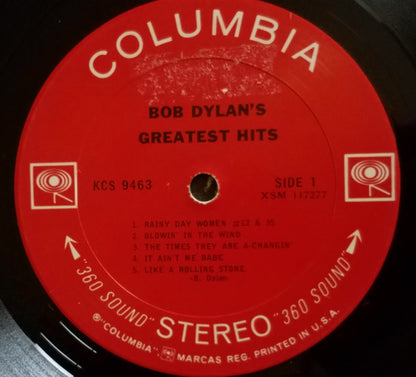 COLUMBIA
BOB DYLAN'S
GREATEST HITS
KCS 9463
SIDE 1
XSM 117277
1. RAINY DAY WOMEN #12 & 35
2. BLOWIN' IN THE WIND
3. THE TIMES THEY ARE A-CHANGIN'
4. IT AIN'T ME BABE
5. LIKE A ROLLING STONE
-B. Dylan-
"360 SOUND" STEREO "360 SOUND"
® "COLUMBIA" MARCAS REG. PRINTED IN U.S.A.